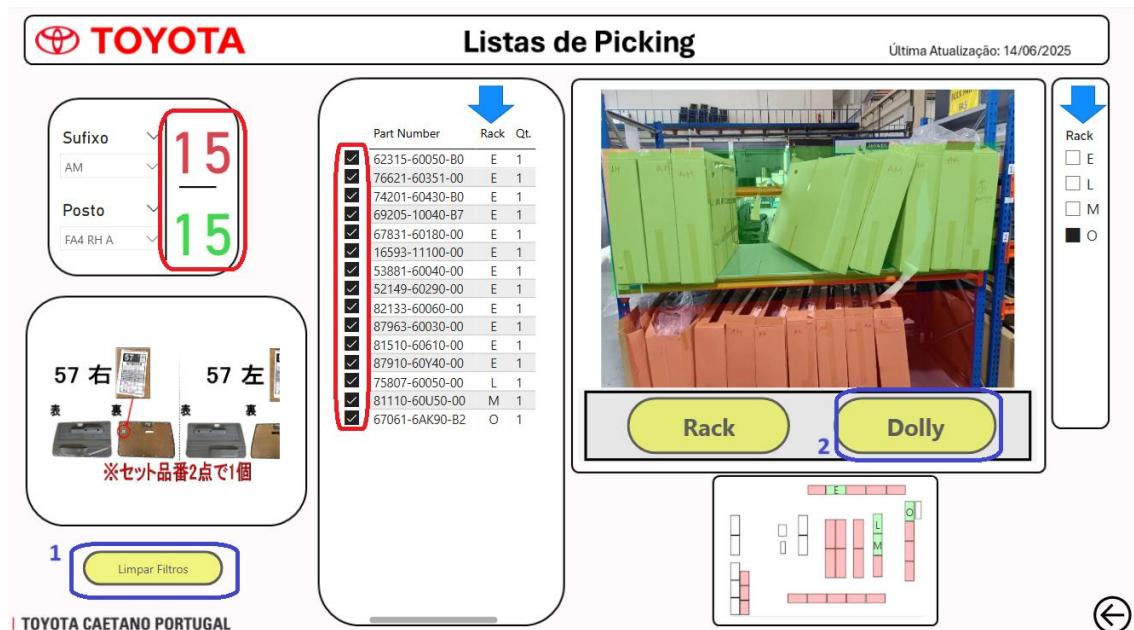 TOYOTA
Listas de Picking
Última Atualização: 14/06/2025
Sufixo
AM
15
Posto
FA4 RH A
15
57 右
57
57 左
表
裏
表
裏
※セット品番2点で1個
1
Limpar Filtros
TOYOTA CAETANO PORTUGAL
Part Number Rack Qt.
62315-60050-B0 E 1
76621-60351-00 E 1
74201-60430-B0 E 1
69205-10040-B7 E 1
67831-60180-00 E 1
16593-11100-00 E 1
53881-60040-00 E 1
52149-60290-00 E 1
82133-60060-00 E 1
87963-60030-00 E 1
81510-60610-00 E 1
87910-60Y40-00 E 1
75807-60050-00 L 1
81110-60U50-00 M 1
67061-6AK90-B2 O 1
AM AM
Rack
Dolly
2
E
O
L
M
Rack
E
L
M
O